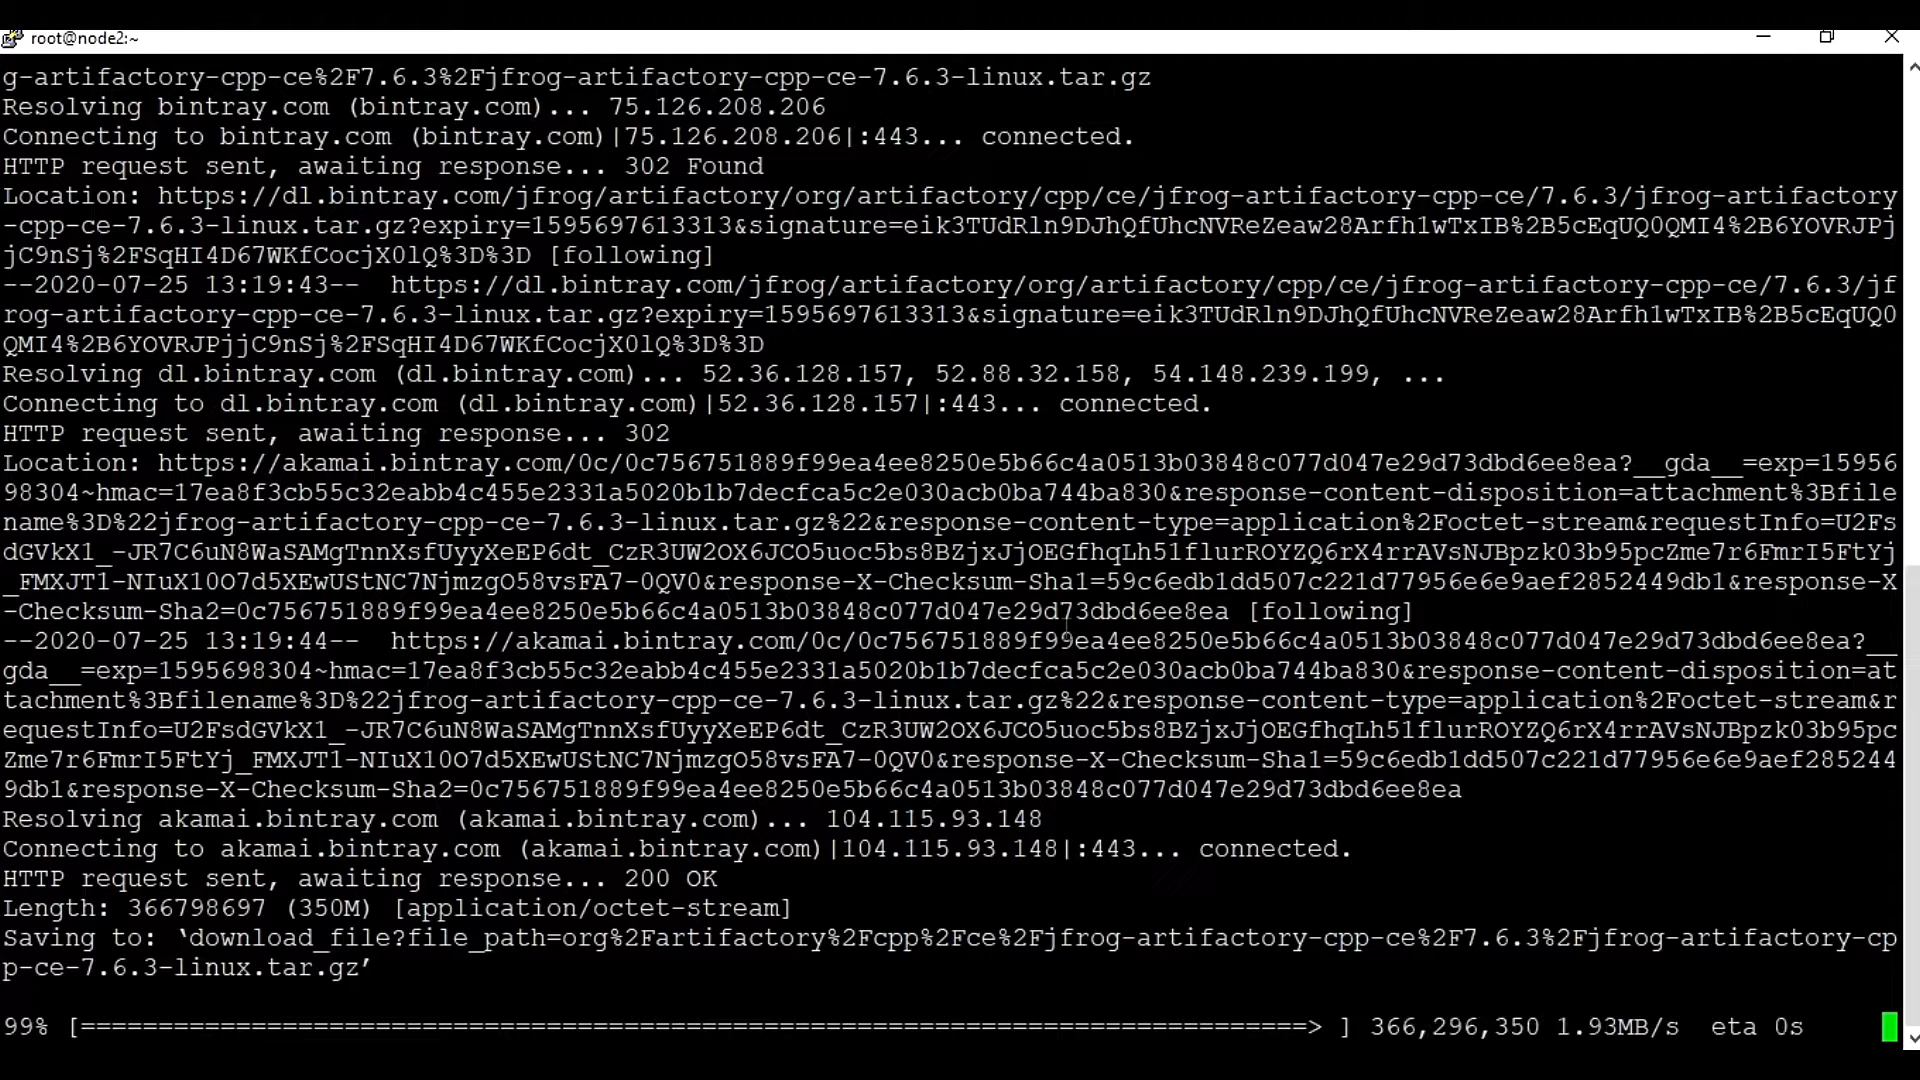 root@node2:~
g-artifactory-cpp-ce%2F7.6.3%2Fjfrog-artifactory-cpp-ce-7.6.3-linux.tar.gz
Resolving bintray.com (bintray.com)... 75.126.208.206
Connecting to bintray.com (bintray.com)|75.126.208.206|:443... connected.
HTTP request sent, awaiting response... 302 Found
Location: https://dl.bintray.com/jfrog/artifactory/org/artifactory/cpp/ce/jfrog-artifactory-cpp-ce/7.6.3/jfrog-artifactory
-cpp-ce-7.6.3-linux.tar.gz?expiry=1595697613313&signature=eik3TUdRln9DJhQfUhcNVReZeaw28Arfh1wTxIB%2B5cEqUQ0QMI4%2B6YOVRJPj
jC9nSj%2FSqHI4D67WKfCocjX0lQ%3D%3D [following]
--2020-07-25 13:19:43--  https://dl.bintray.com/jfrog/artifactory/org/artifactory/cpp/ce/jfrog-artifactory-cpp-ce/7.6.3/jf
rog-artifactory-cpp-ce-7.6.3-linux.tar.gz?expiry=1595697613313&signature=eik3TUdRln9DJhQfUhcNVReZeaw28Arfh1wTxIB%2B5cEqUQ0
QMI4%2B6YOVRJPjjC9nSj%2FSqHI4D67WKfCocjX0lQ%3D%3D
Resolving dl.bintray.com (dl.bintray.com)... 52.36.128.157, 52.88.32.158, 54.148.239.199, ...
Connecting to dl.bintray.com (dl.bintray.com)|52.36.128.157|:443... connected.
HTTP request sent, awaiting response... 302
Location: https://akamai.bintray.com/0c/0c756751889f99ea4ee8250e5b66c4a0513b03848c077d047e29d73dbd6ee8ea?__gda__=exp=15956
98304~hmac=17ea8f3cb55c32eabb4c455e2331a5020b1b7decfca5c2e030acb0ba744ba830&response-content-disposition=attachment%3Bfile
name%3D%22jfrog-artifactory-cpp-ce-7.6.3-linux.tar.gz%22&response-content-type=application%2Foctet-stream&requestInfo=U2Fs
dGVkX1_-JR7C6uN8WaSAMgTnnXsfUyyXeEP6dt_CzR3UW2OX6JCO5uoc5bs8BZjxJjOEGfhqLh51flurROYZQ6rX4rrAVsNJBpzk03b95pcZme7r6FmrI5FtYj
_FMXJT1-NIuX10O7d5XEwUStNC7NjmzgO58vsFA7-0QV0&response-X-Checksum-Sha1=59c6edb1dd507c221d77956e6e9aef2852449db1&response-X
-Checksum-Sha2=0c756751889f99ea4ee8250e5b66c4a0513b03848c077d047e29d73dbd6ee8ea [following]
--2020-07-25 13:19:44--  https://akamai.bintray.com/0c/0c756751889f99ea4ee8250e5b66c4a0513b03848c077d047e29d73dbd6ee8ea?__
gda__=exp=1595698304~hmac=17ea8f3cb55c32eabb4c455e2331a5020b1b7decfca5c2e030acb0ba744ba830&response-content-disposition=at
tachment%3Bfilename%3D%22jfrog-artifactory-cpp-ce-7.6.3-linux.tar.gz%22&response-content-type=application%2Foctet-stream&r
equestInfo=U2FsdGVkX1_-JR7C6uN8WaSAMgTnnXsfUyyXeEP6dt_CzR3UW2OX6JCO5uoc5bs8BZjxJjOEGfhqLh51flurROYZQ6rX4rrAVsNJBpzk03b95pc
Zme7r6FmrI5FtYj_FMXJT1-NIuX10O7d5XEwUStNC7NjmzgO58vsFA7-0QV0&response-X-Checksum-Sha1=59c6edb1dd507c221d77956e6e9aef285244
9db1&response-X-Checksum-Sha2=0c756751889f99ea4ee8250e5b66c4a0513b03848c077d047e29d73dbd6ee8ea
Resolving akamai.bintray.com (akamai.bintray.com)... 104.115.93.148
Connecting to akamai.bintray.com (akamai.bintray.com)|104.115.93.148|:443... connected.
HTTP request sent, awaiting response... 200 OK
Length: 366798697 (350M) [application/octet-stream]
Saving to: ‘download_file?file_path=org%2Fartifactory%2Fcpp%2Fce%2Fjfrog-artifactory-cpp-ce%2F7.6.3%2Fjfrog-artifactory-cp
p-ce-7.6.3-linux.tar.gz’
99% [===============================================================================> ] 366,296,350 1.93MB/s  eta 0s